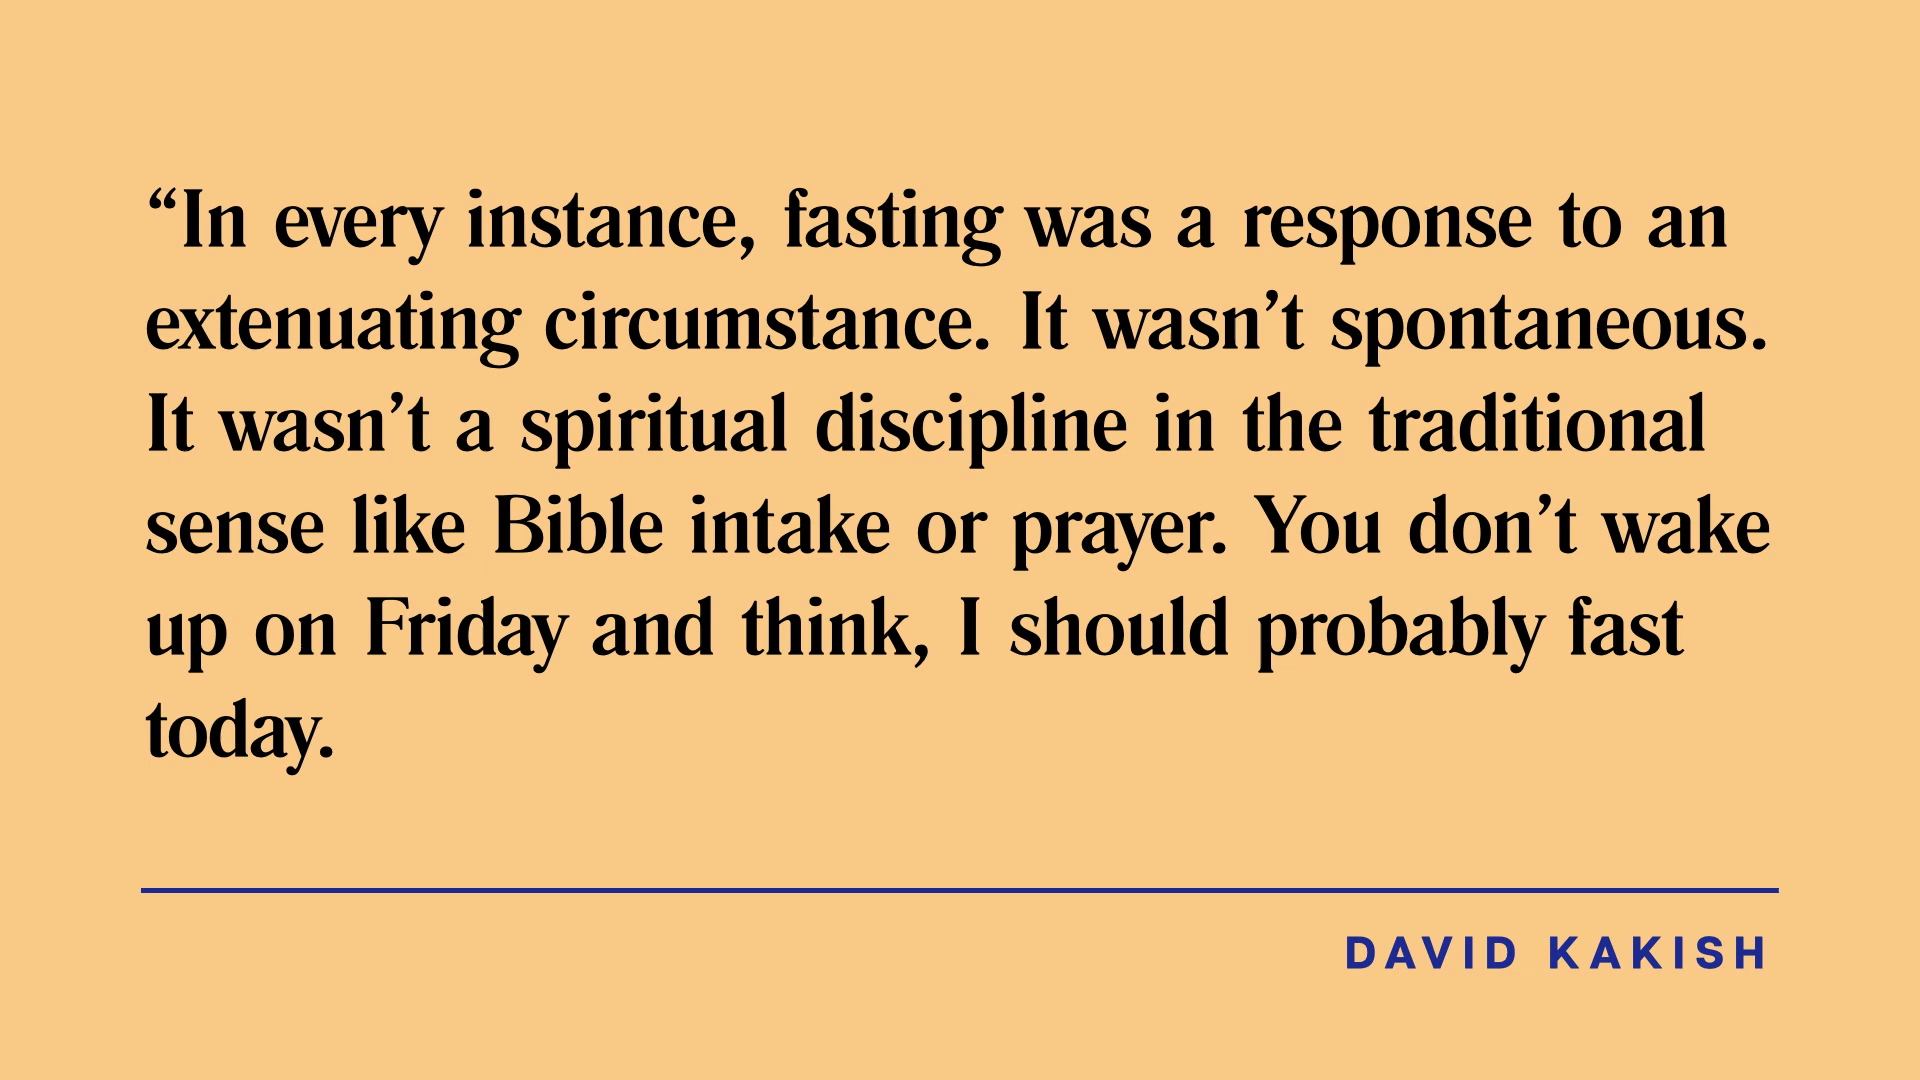 “In every instance, fasting was a response to an
extenuating circumstance. It wasn’t spontaneous.
It wasn’t a spiritual discipline in the traditional
sense like Bible intake or prayer. You don’t wake
up on Friday and think, I should probably fast
today.
DAVID KAKISH